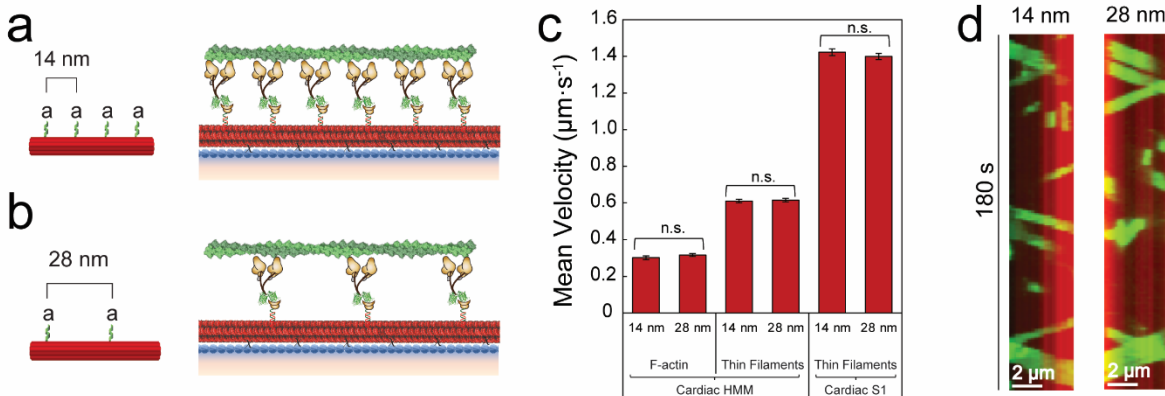 a
14 nm
a a a a
b
28 nm
a a
c
Mean Velocity (µm·s⁻¹)
1.6
1.4
1.2
1.0
0.8
0.6
0.4
0.2
0
n.s.
n.s.
n.s.
14 nm 28 nm 14 nm 28 nm 14 nm 28 nm
F-actin Thin Filaments Thin Filaments
Cardiac HMM Cardiac S1
d
14 nm 28 nm
180 s
2 µm 2 µm